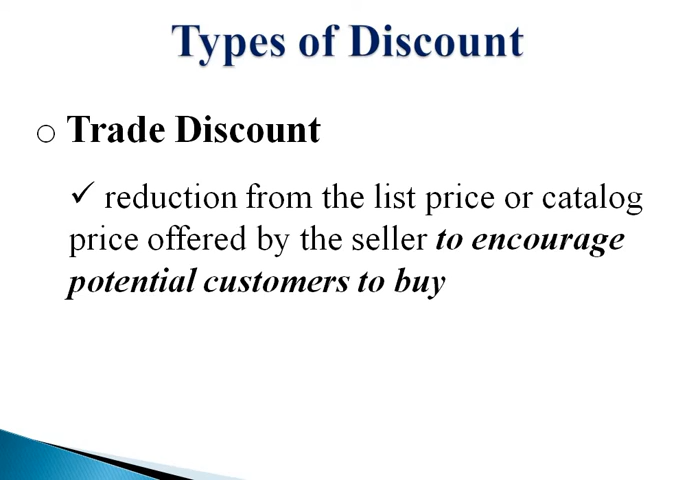 Types of Discount
o Trade Discount
✓ reduction from the list price or catalog
price offered by the seller to encourage
potential customers to buy